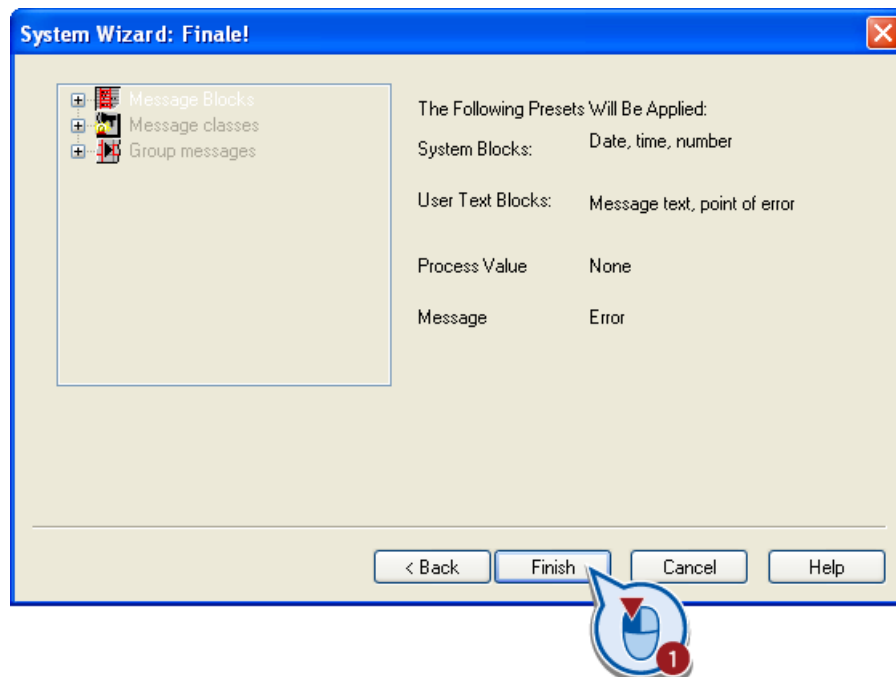 System Wizard: Finale!
Message Blocks
Message classes
Group messages
The Following Presets Will Be Applied:
System Blocks: Date, time, number
User Text Blocks: Message text, point of error
Process Value None
Message Error
< Back Finish Cancel Help
1